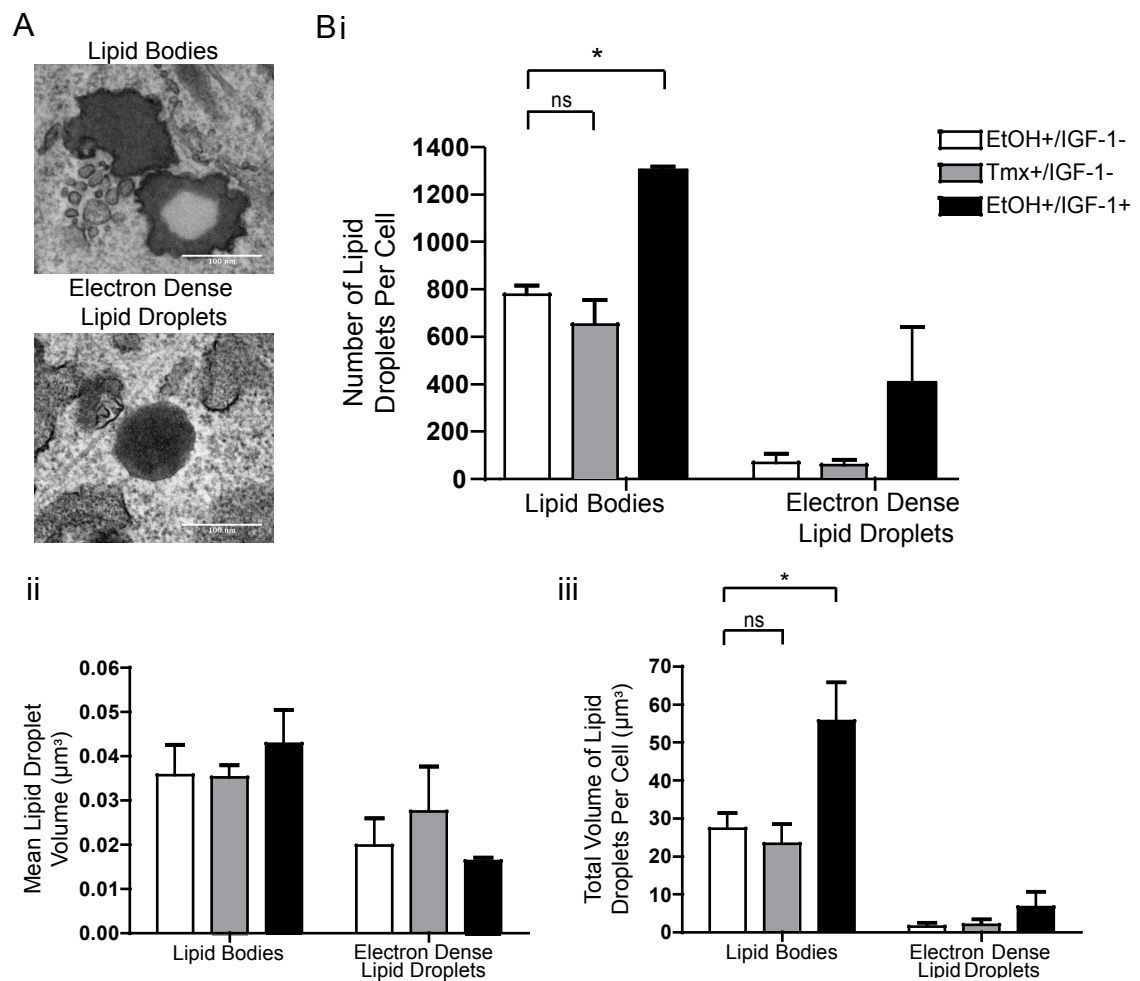 A
Lipid Bodies
100 nm
Electron Dense
Lipid Droplets
100 nm
Bi
*
ns
EtOH+/IGF-1-
Tmx+/IGF-1-
EtOH+/IGF-1+
Number of Lipid
Droplets Per Cell
1400
1200
1000
800
600
400
200
0
Lipid Bodies
Electron Dense
Lipid Droplets
ii
Mean Lipid Droplet
Volume (µm³)
0.06
0.05
0.04
0.03
0.02
0.01
0.00
Lipid Bodies
Electron Dense
Lipid Droplets
iii
*
ns
Total Volume of Lipid
Droplets Per Cell (µm³)
70
60
50
40
30
20
10
0
Lipid Bodies
Electron Dense
Lipid Droplets